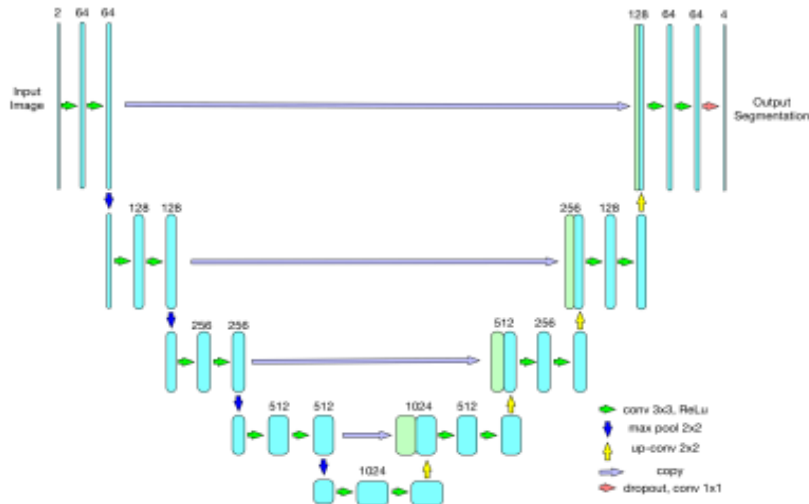 2 64 64
128 64 64 4
Input
Image
Output
Segmentation
128 128
256 128
256 256
512 256
512 512
1024 512
1024
conv 3x3, ReLu
max pool 2x2
up-conv 2x2
copy
dropout, conv 1x1